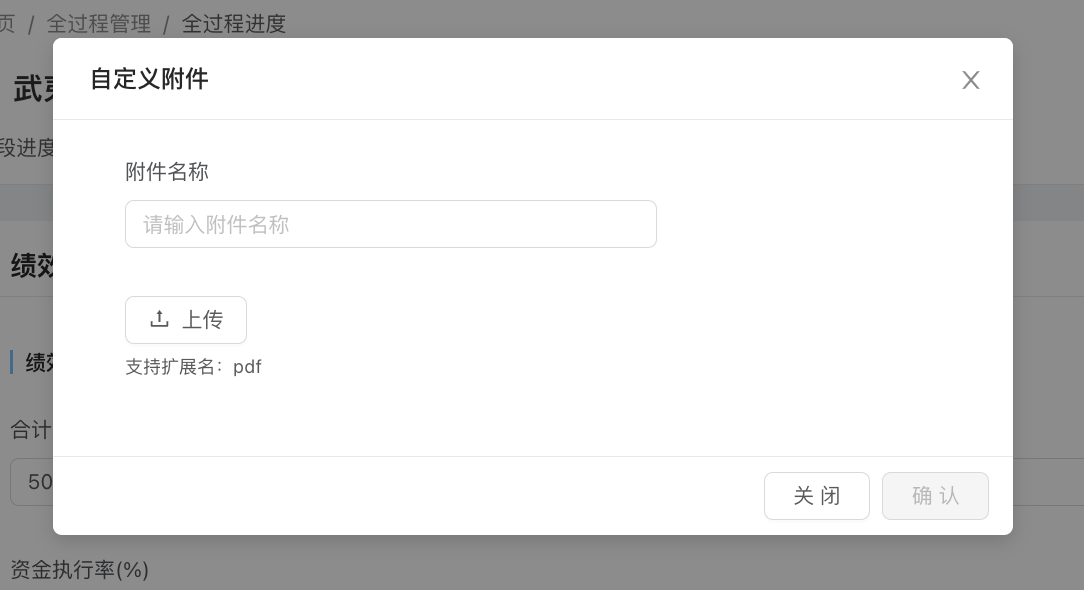 页 / 全过程管理 / 全过程进度
自定义附件
武
段进度
附件名称
请输入附件名称
绩效
上传
绩效
支持扩展名：pdf
合计
50
关 闭
确 认
资金执行率(%)